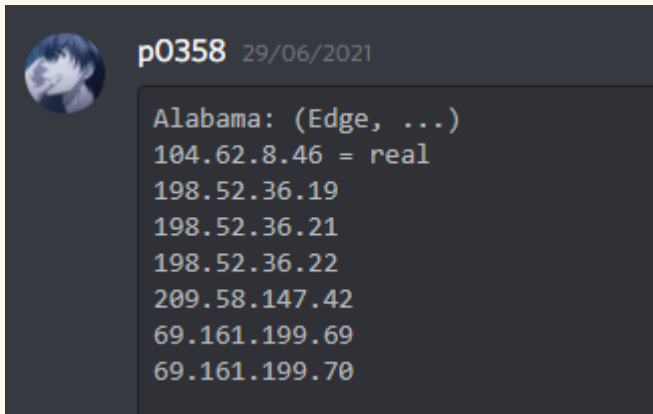 p0358 29/06/2021
Alabama: (Edge, ...)
104.62.8.46 = real
198.52.36.19
198.52.36.21
198.52.36.22
209.58.147.42
69.161.199.69
69.161.199.70